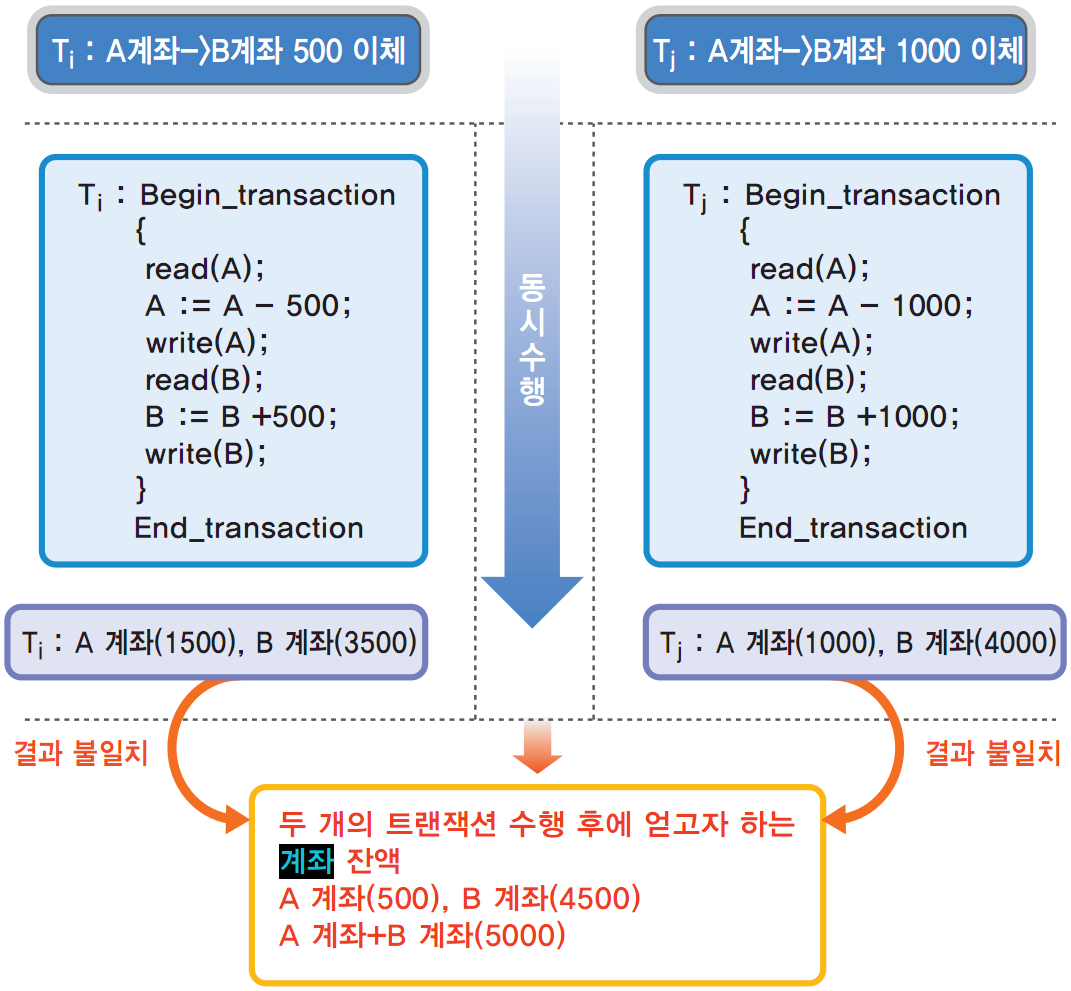 Ti : A계좌->B계좌 500 이체
Tj : A계좌->B계좌 1000 이체
Ti : Begin_transaction
{
read(A);
A := A - 500;
write(A);
read(B);
B := B +500;
write(B);
}
End_transaction
동시수행
Tj : Begin_transaction
{
read(A);
A := A - 1000;
write(A);
read(B);
B := B +1000;
write(B);
}
End_transaction
Ti : A 계좌(1500), B 계좌(3500)
Tj : A 계좌(1000), B 계좌(4000)
결과 불일치
결과 불일치
두 개의 트랜잭션 수행 후에 얻고자 하는
계좌 잔액
A 계좌(500), B 계좌(4500)
A 계좌+B 계좌(5000)